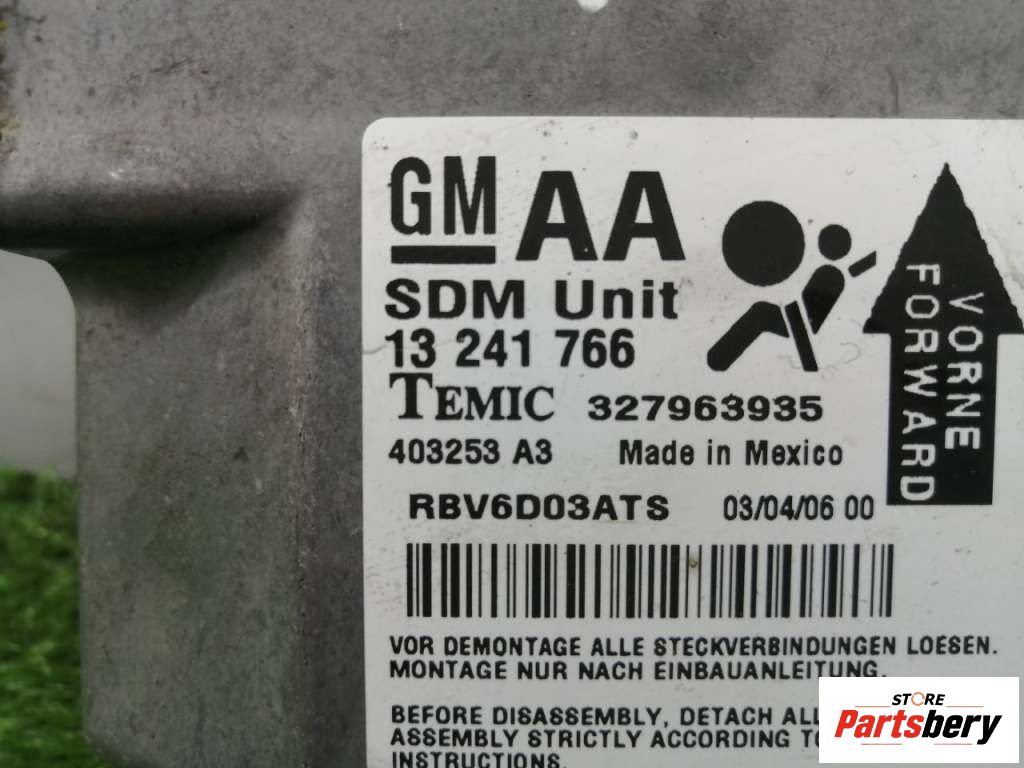 GM AA
SDM Unit
13 241 766
TEMIC 327963935
403253 A3 Made in Mexico
RBV6D03ATS 03/04/06 00
VORNE
FORWARD
VOR DEMONTAGE ALLE STECKVERBINDUNGEN LOESEN.
MONTAGE NUR NACH EINBAUANLEITUNG.
BEFORE DISASSEMBLY, DETACH ALL
ASSEMBLY STRICTLY ACCORDING TO
INSTRUCTIONS.
STORE
Partsbery